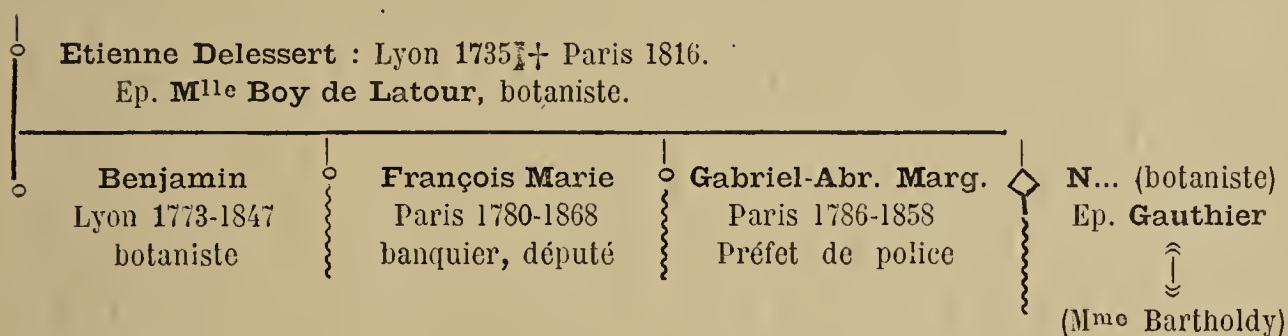 Etienne Delessert : Lyon 1735 + Paris 1816.
Ep. Mlle Boy de Latour, botaniste.
Benjamin
Lyon 1773-1847
botaniste
François Marie
Paris 1780-1868
banquier, député
Gabriel-Abr. Marg.
Paris 1786-1858
Préfet de police
N... (botaniste)
Ep. Gauthier
(Mme Bartholdy)